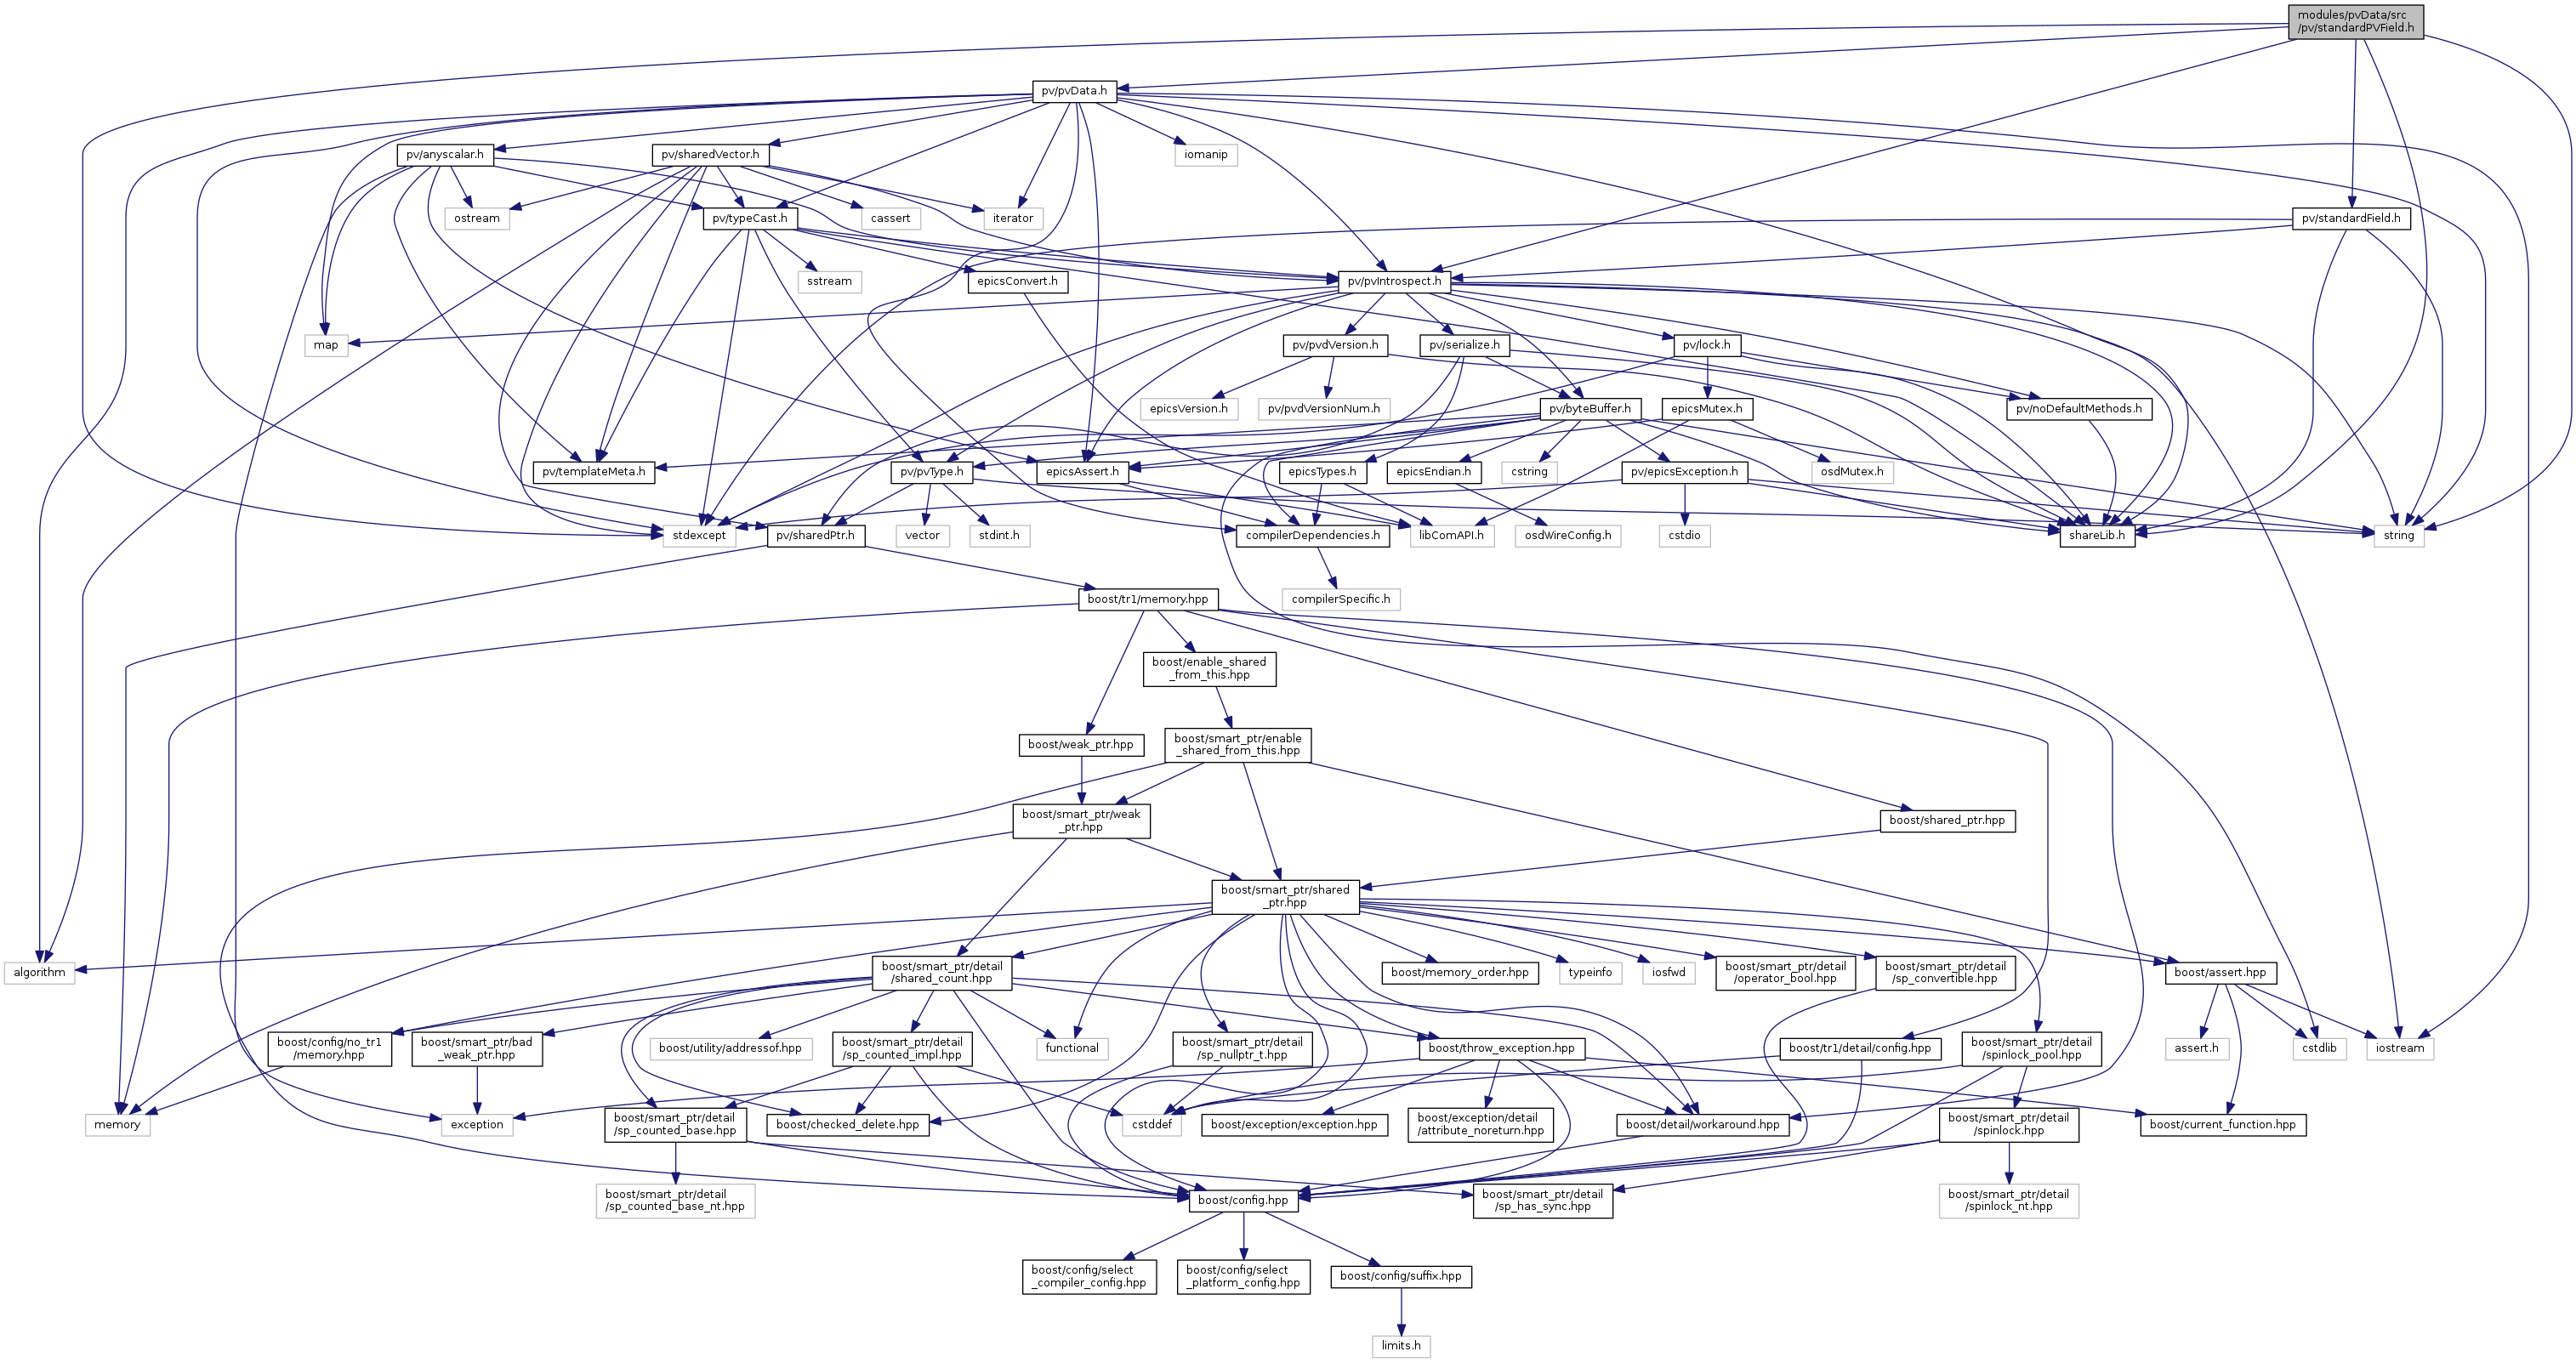 modules/pvData/src
/pv/standardPVField.h
pv/pvData.h
pv/anyscalar.h
pv/sharedVector.h
iomanip
ostream
pv/typeCast.h
cassert
iterator
pv/standardField.h
sstream
epicsConvert.h
pv/pvIntrospect.h
map
pv/pvdVersion.h
pv/serialize.h
pv/lock.h
epicsVersion.h
pv/pvdVersionNum.h
pv/byteBuffer.h
epicsMutex.h
pv/noDefaultMethods.h
pv/templateMeta.h
pv/pvType.h
epicsAssert.h
epicsTypes.h
epicsEndian.h
cstring
pv/epicsException.h
osdMutex.h
stdexcept
pv/sharedPtr.h
vector
stdint.h
compilerDependencies.h
libComAPI.h
osdWireConfig.h
cstdio
shareLib.h
string
boost/tr1/memory.hpp
compilerSpecific.h
boost/enable_shared
_from_this.hpp
boost/weak_ptr.hpp
boost/smart_ptr/enable
_shared_from_this.hpp
boost/smart_ptr/weak
_ptr.hpp
boost/shared_ptr.hpp
boost/smart_ptr/shared
_ptr.hpp
algorithm
boost/smart_ptr/detail
/shared_count.hpp
boost/memory_order.hpp
typeinfo
iosfwd
boost/smart_ptr/detail
/operator_bool.hpp
boost/smart_ptr/detail
/sp_convertible.hpp
boost/assert.hpp
boost/config/no_tr1
/memory.hpp
boost/smart_ptr/bad
_weak_ptr.hpp
boost/utility/addressof.hpp
boost/smart_ptr/detail
/sp_counted_impl.hpp
functional
boost/smart_ptr/detail
/sp_nullptr_t.hpp
boost/throw_exception.hpp
boost/tr1/detail/config.hpp
boost/smart_ptr/detail
/spinlock_pool.hpp
assert.h
cstdlib
iostream
memory
exception
boost/smart_ptr/detail
/sp_counted_base.hpp
boost/checked_delete.hpp
cstddef
boost/exception/exception.hpp
boost/exception/detail
/attribute_noreturn.hpp
boost/detail/workaround.hpp
boost/smart_ptr/detail
/spinlock.hpp
boost/current_function.hpp
boost/smart_ptr/detail
/sp_counted_base_nt.hpp
boost/config.hpp
boost/smart_ptr/detail
/sp_has_sync.hpp
boost/smart_ptr/detail
/spinlock_nt.hpp
boost/config/select
_compiler_config.hpp
boost/config/select
_platform_config.hpp
boost/config/suffix.hpp
limits.h